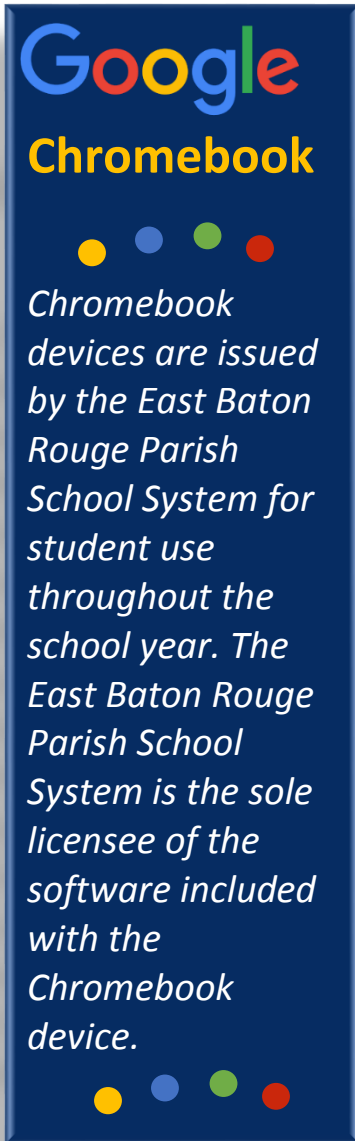 Google
Chromebook
Chromebook
devices are issued
by the East Baton
Rouge Parish
School System for
student use
throughout the
school year. The
East Baton Rouge
Parish School
System is the sole
licensee of the
software included
with the
Chromebook
device.